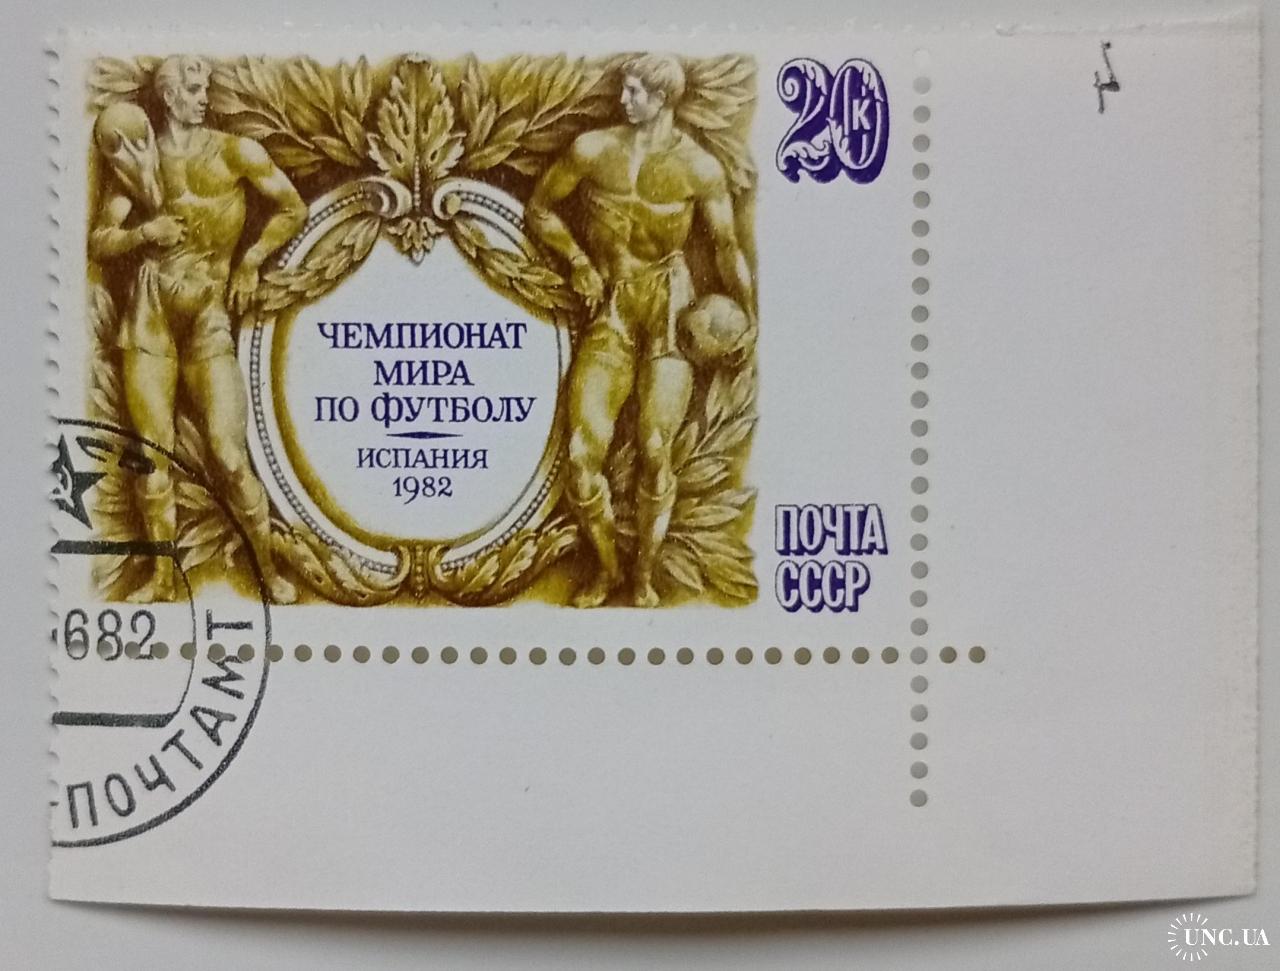 20 К
ЧЕМПИОНАТ
МИРА
ПО ФУТБОЛУ
ИСПАНИЯ
1982
ПОЧТА
СССР
682
ПОЧТАМТ
UNC.UA